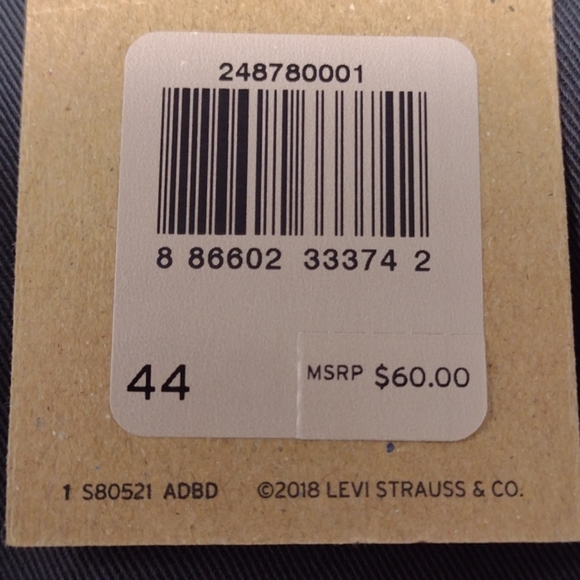 248780001
8 86602 33374 2
44
MSRP $60.00
1 S80521 ADBD ©2018 LEVI STRAUSS & CO.